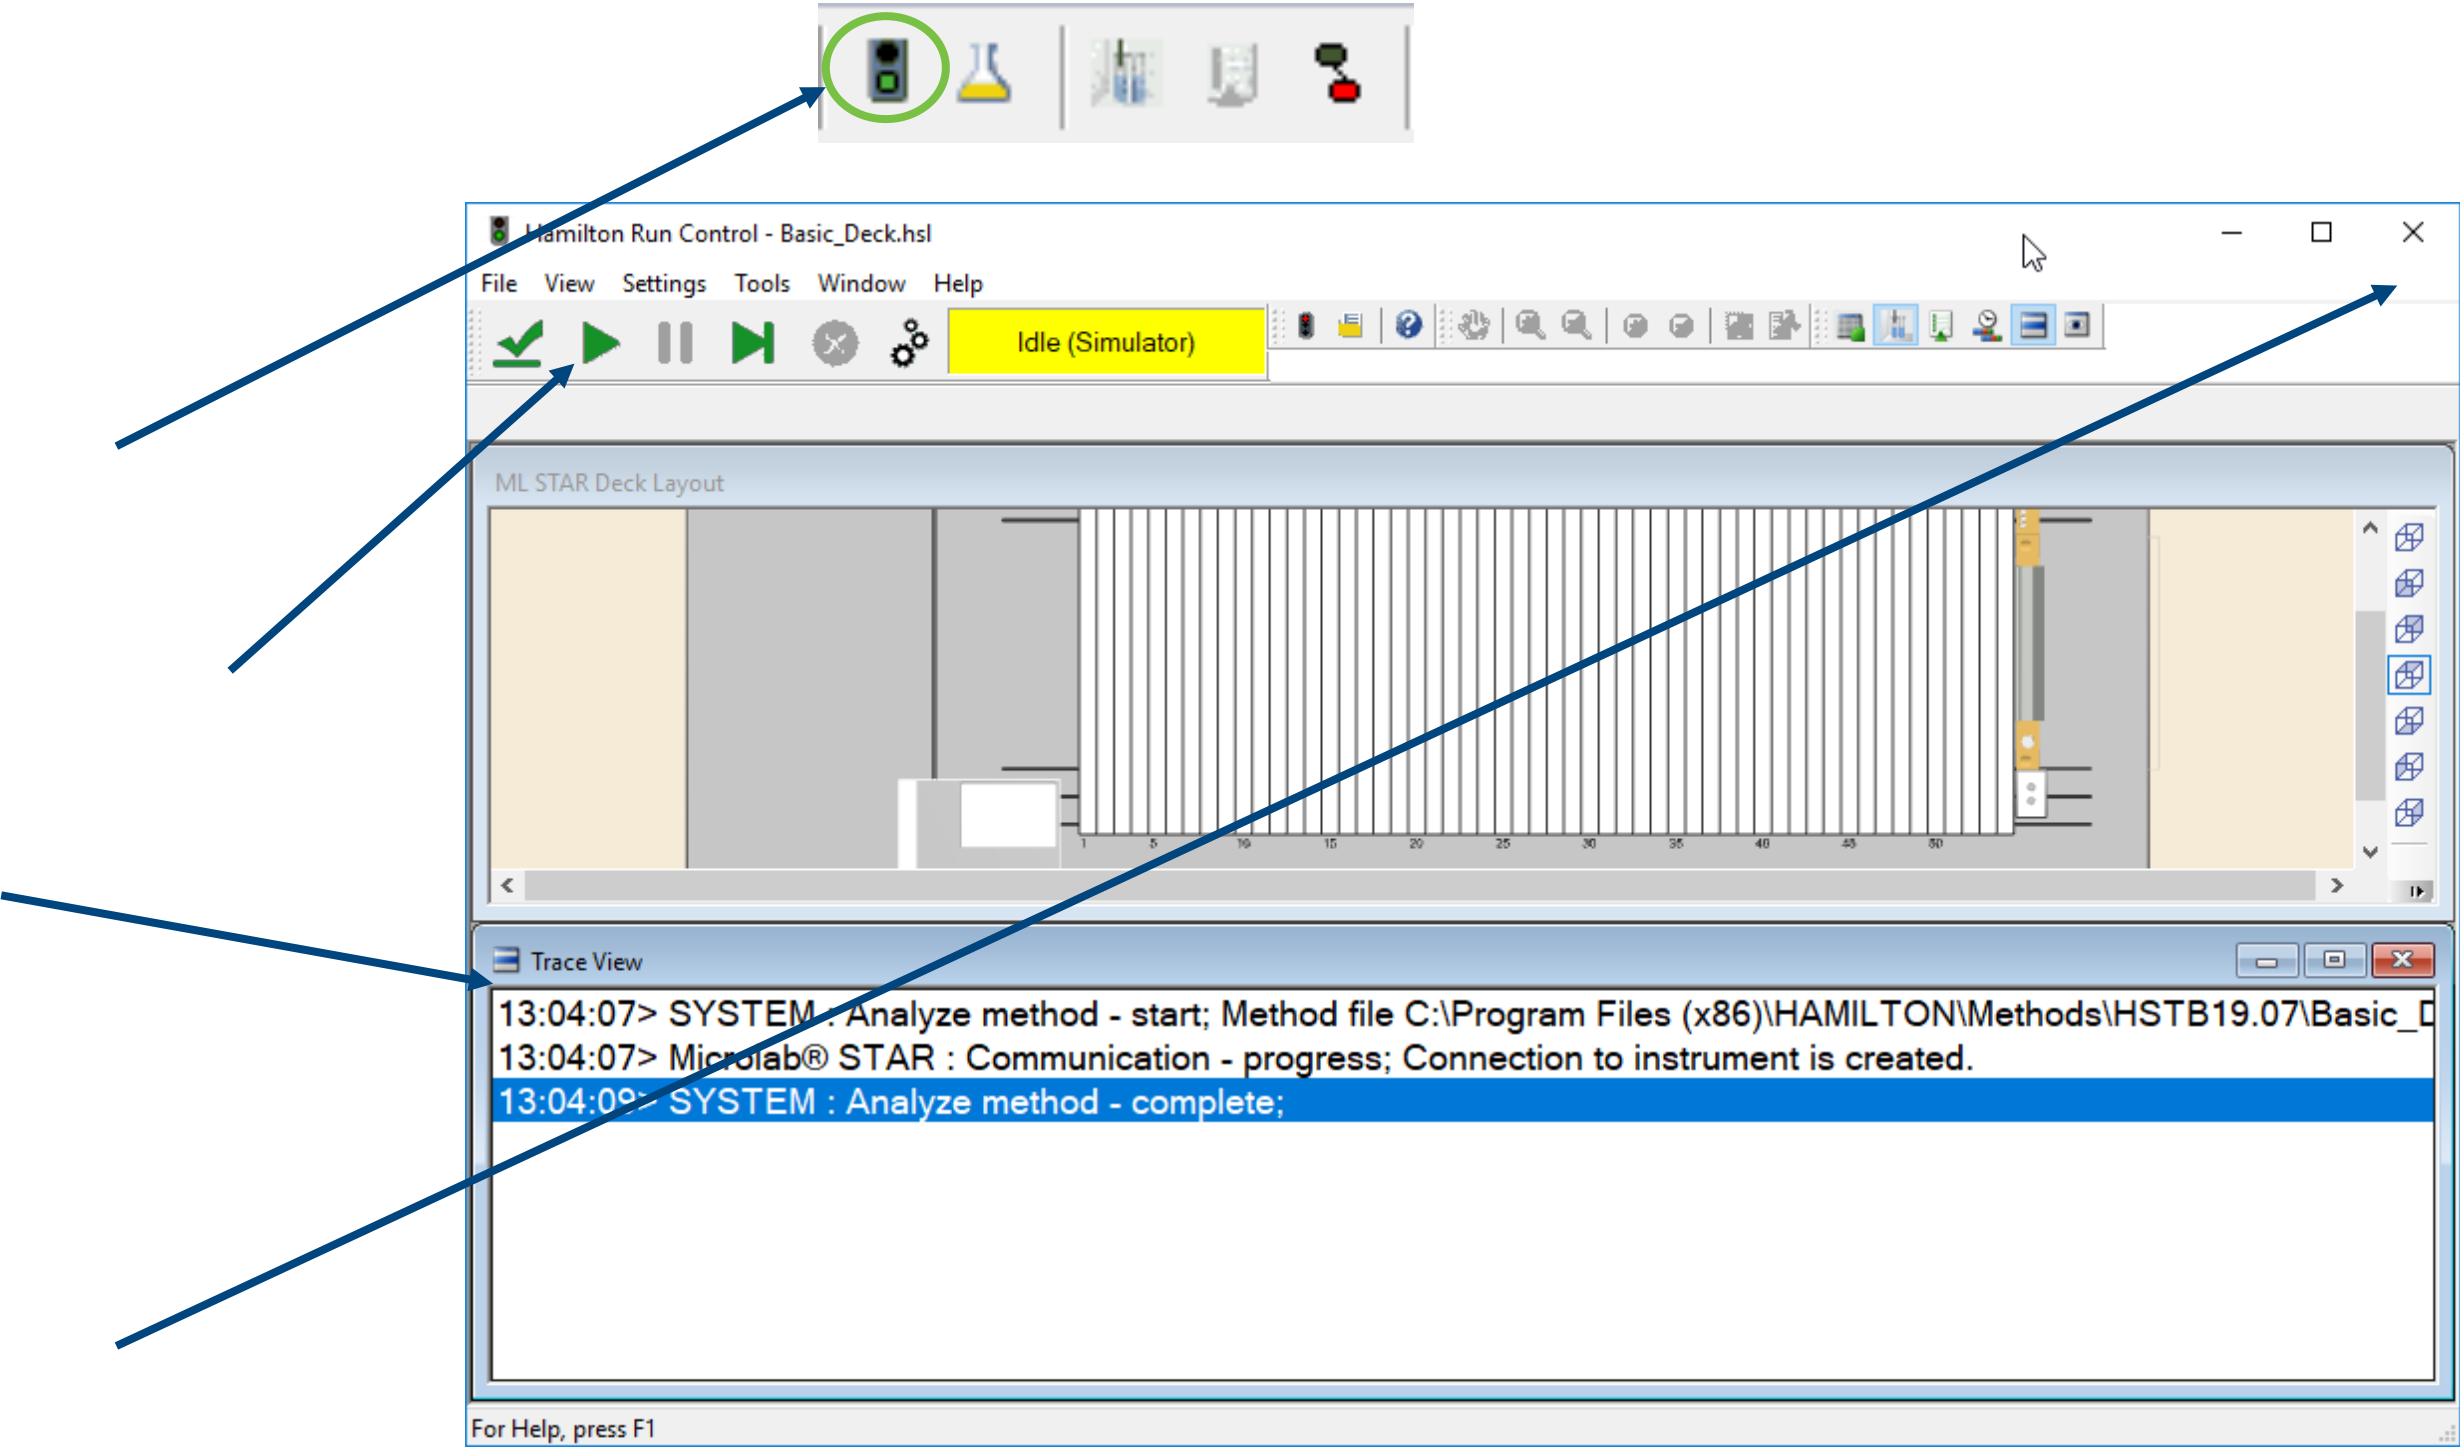 Hamilton Run Control - Basic_Deck.hsl
File View Settings Tools Window Help
Idle (Simulator)
ML STAR Deck Layout
1 5 10 15 20 25 30 35 40 45 50
Trace View
13:04:07> SYSTEM : Analyze method - start; Method file C:\Program Files (x86)\HAMILTON\Methods\HSTB19.07\Basic_D
13:04:07> Microlab® STAR : Communication - progress; Connection to instrument is created.
13:04:09> SYSTEM : Analyze method - complete;
For Help, press F1